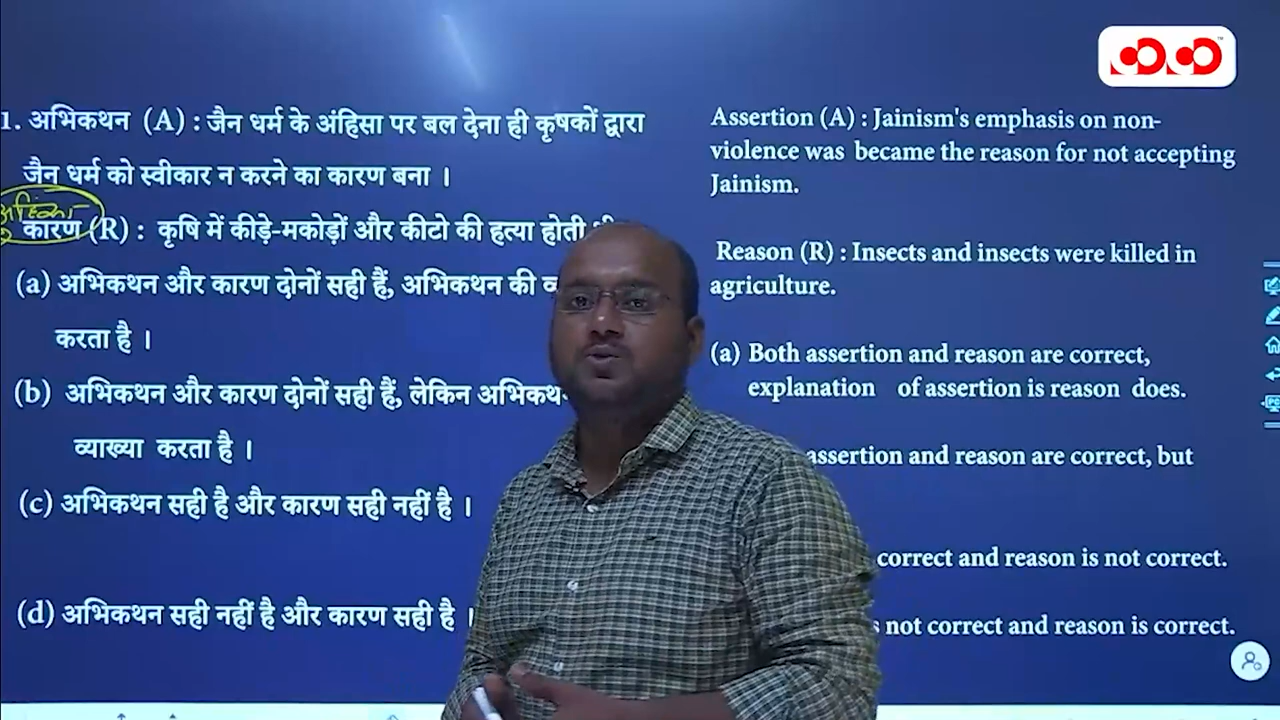 1. अभिकथन (A) : जैन धर्म के अंहिसा पर बल देना ही कृषकों द्वारा
जैन धर्म को स्वीकार न करने का कारण बना ।
कारण (R) : कृषि में कीड़े-मकोड़ों और कीटो की हत्या होती
(a) अभिकथन और कारण दोनों सही हैं, अभिकथन की
करता है ।
(b) अभिकथन और कारण दोनों सही हैं, लेकिन
व्याख्या करता है ।
(c) अभिकथन सही है और कारण सही नहीं है ।
(d) अभिकथन सही नहीं है और कारण सही है ।
Assertion (A) : Jainism's emphasis on non-
violence was became the reason for not accepting
Jainism.
Reason (R) : Insects and insects were killed in
agriculture.
(a) Both assertion and reason are correct,
explanation of assertion is reason does.
assertion and reason are correct, but
correct and reason is not correct.
not correct and reason is correct.